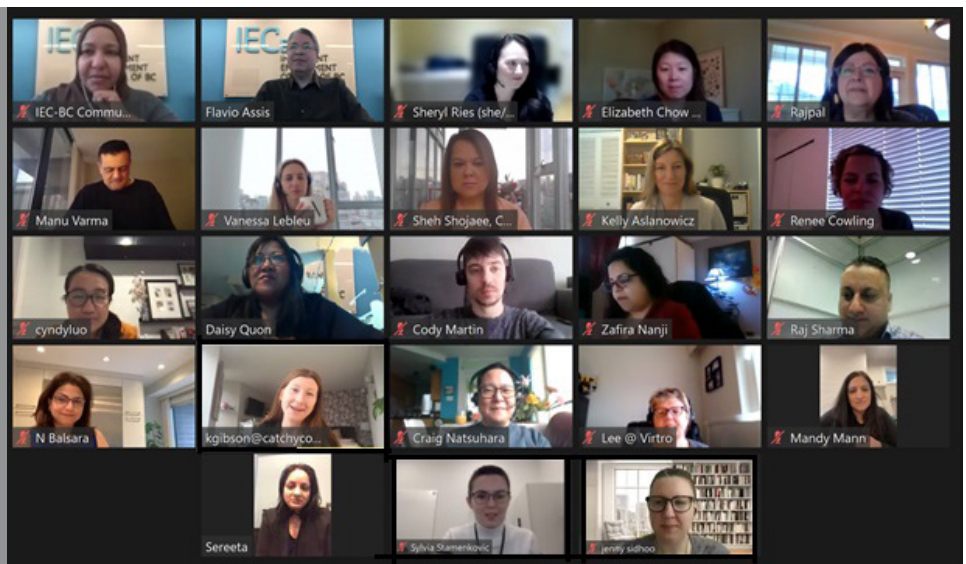 IEC
IEC
IEC-BC Commu...
Flavio Assis
Sheryl Ries (she/...
Elizabeth Chow ...
Rajpal
Manu Varma
Vanessa Lebleu
Sheh Shojaee, C...
Kelly Aslanowicz
Renee Cowling
cyndyluo
Daisy Quon
Cody Martin
Zafira Nanji
Raj Sharma
N Balsara
kgibson@catchyco...
Craig Natsuhara
Lee @ Virtro
Mandy Mann
Sereeta
Sylvia Stamenkovic
jenny sidhoo